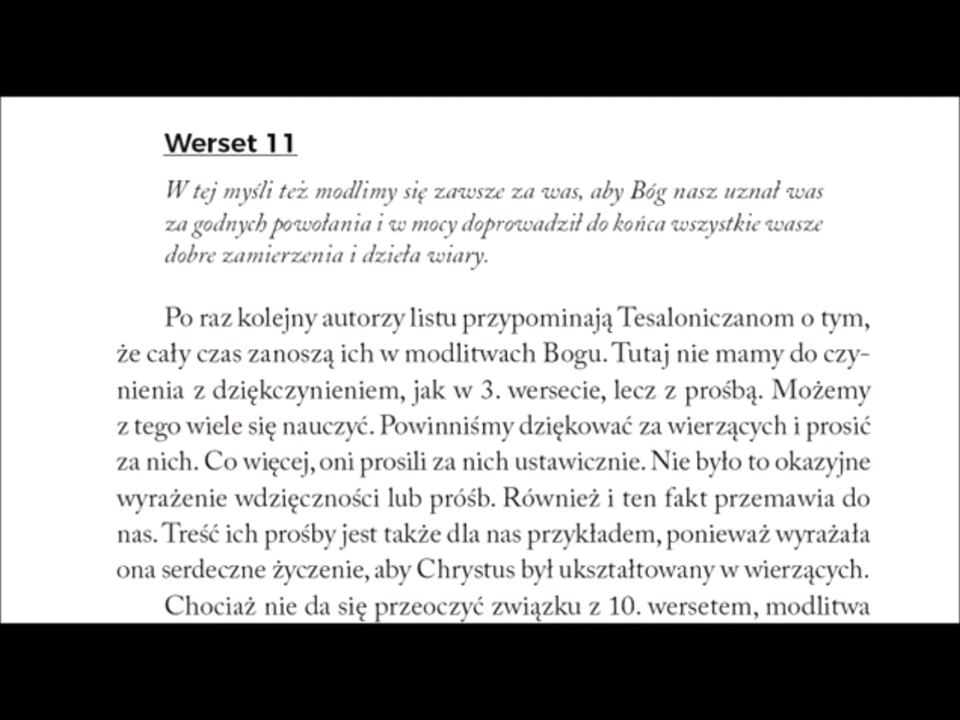 Werset 11
W tej myśli też modlimy się zawsze za was, aby Bóg nasz uznał was
za godnych powołania i w mocy doprowadził do końca wszystkie wasze
dobre zamierzenia i dzieła wiary.
Po raz kolejny autorzy listu przypominają Tesaloniczanom o tym,
że cały czas zanoszą ich w modlitwach Bogu. Tutaj nie mamy do czy-
nienia z dziękczynieniem, jak w 3. wersecie, lecz z prośbą. Możemy
z tego wiele się nauczyć. Powinniśmy dziękować za wierzących i prosić
za nich. Co więcej, oni prosili za nich ustawicznie. Nie było to okazyjne
wyrażenie wdzięczności lub próśb. Również i ten fakt przemawia do
nas. Treść ich prośby jest także dla nas przykładem, ponieważ wyrażała
ona serdeczne życzenie, aby Chrystus był ukształtowany w wierzących.
Chociaż nie da się przeoczyć związku z 10. wersetem, modlitwa